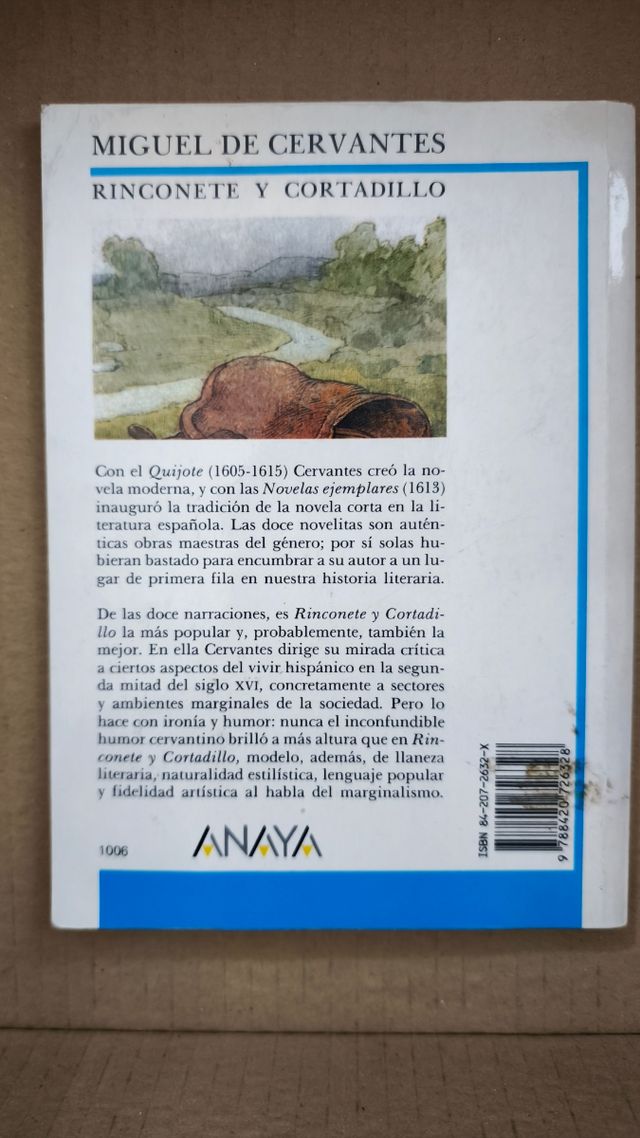 MIGUEL DE CERVANTES
RINCONETE Y CORTADILLO
Con el Quijote (1605-1615) Cervantes creó la no-
vela moderna, y con las Novelas ejemplares (1613)
inauguró la tradición de la novela corta en la li-
teratura española. Las doce novelitas son autén-
ticas obras maestras del género; por sí solas hu-
bieran bastado para encumbrar a su autor a un lu-
gar de primera fila en nuestra historia literaria.
De las doce narraciones, es Rinconete y Cortadi-
llo la más popular y, probablemente, también la
mejor. En ella Cervantes dirige su mirada crítica
a ciertos aspectos del vivir hispánico en la segun-
da mitad del siglo XVI, concretamente a sectores
y ambientes marginales de la sociedad. Pero lo
hace con ironía y humor: nunca el inconfundible
humor cervantino brilló a más altura que en Rin-
conete y Cortadillo, modelo, además, de llaneza
literaria, naturalidad estilística, lenguaje popular
y fidelidad artística al habla del marginalismo.
1006
ANAYA
ISBN 84-207-2632-X
9 788420 726328